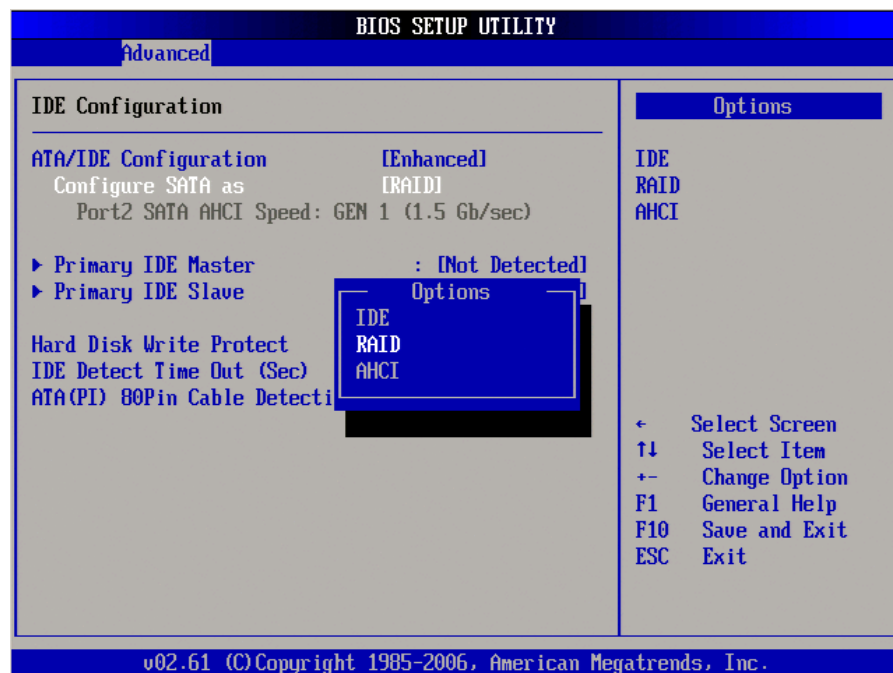 BIOS SETUP UTILITY
Advanced
IDE Configuration
ATA/IDE Configuration [Enhanced]
Configure SATA as [RAID]
Port2 SATA AHCI Speed: GEN 1 (1.5 Gb/sec)
▶ Primary IDE Master : [Not Detected]
▶ Primary IDE Slave ]
Hard Disk Write Protect
IDE Detect Time Out (Sec)
ATA(PI) 80Pin Cable Detecti
Options
IDE
RAID
AHCI
Options
IDE
RAID
AHCI
← Select Screen
↑↓ Select Item
+- Change Option
F1 General Help
F10 Save and Exit
ESC Exit
v02.61 (C)Copyright 1985-2006, American Megatrends, Inc.